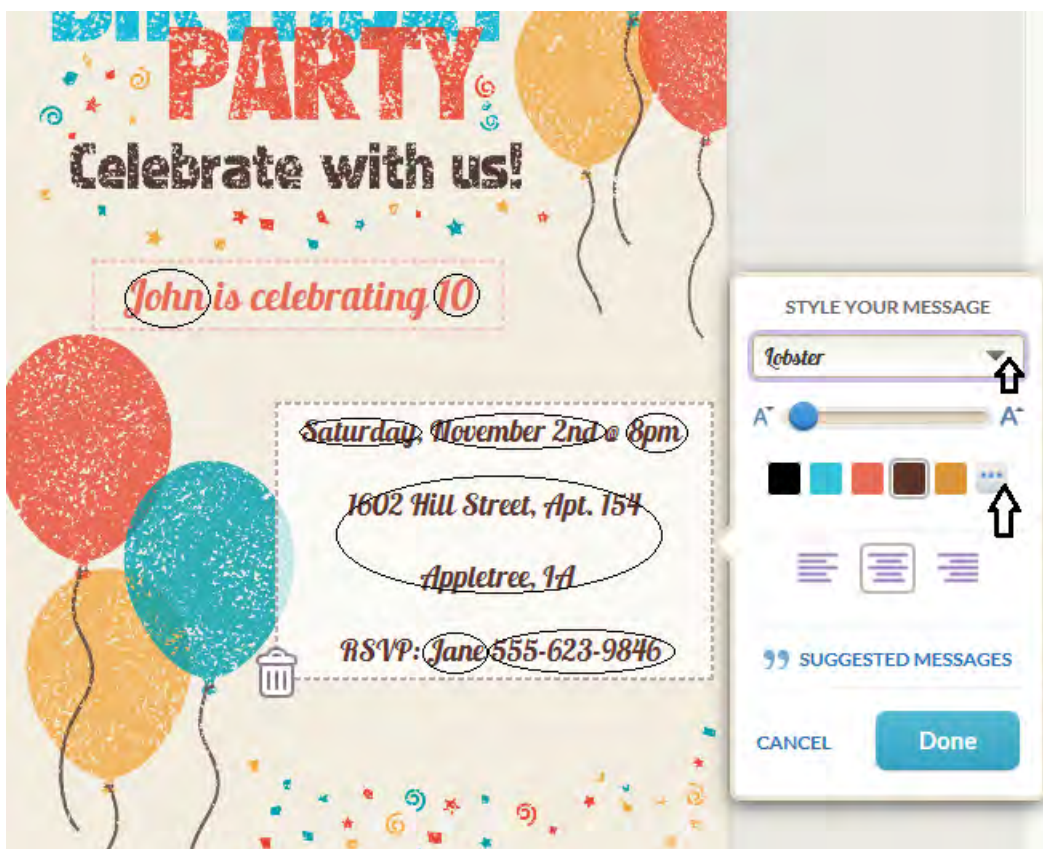 BIRTHDAY
PARTY
Celebrate with us!
John is celebrating 10
Saturday, November 2nd @ 8pm
1602 Hill Street, Apt. 154
Appletree, IA
RSVP: Jane 555-623-9846
STYLE YOUR MESSAGE
Lobster
A A
SUGGESTED MESSAGES
CANCEL
Done